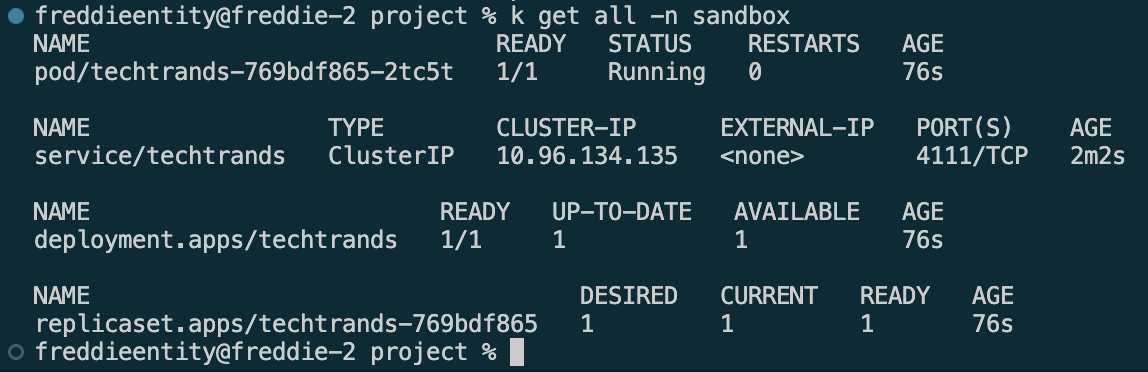 freddieentity@freddie-2 project % k get all -n sandbox
NAME READY STATUS RESTARTS AGE
pod/techtrands-769bdf865-2tc5t 1/1 Running 0 76s
NAME TYPE CLUSTER-IP EXTERNAL-IP PORT(S) AGE
service/techtrands ClusterIP 10.96.134.135 <none> 4111/TCP 2m2s
NAME READY UP-TO-DATE AVAILABLE AGE
deployment.apps/techtrands 1/1 1 1 76s
NAME DESIRED CURRENT READY AGE
replicaset.apps/techtrands-769bdf865 1 1 1 76s
freddieentity@freddie-2 project %